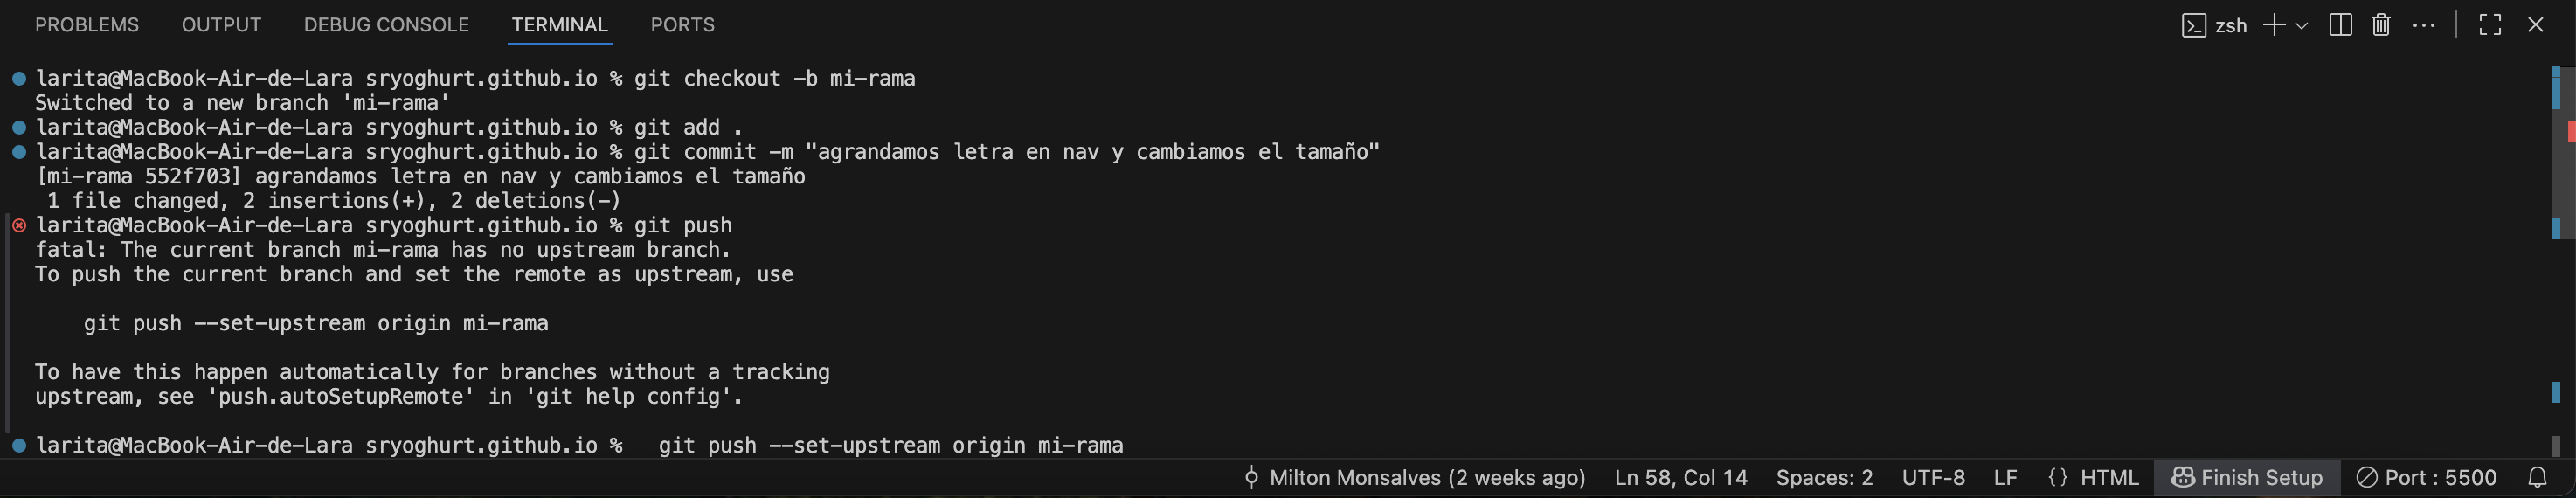 PROBLEMS OUTPUT DEBUG CONSOLE TERMINAL PORTS zsh
larita@MacBook-Air-de-Lara sryoghurt.github.io % git checkout -b mi-rama
Switched to a new branch 'mi-rama'
larita@MacBook-Air-de-Lara sryoghurt.github.io % git add .
larita@MacBook-Air-de-Lara sryoghurt.github.io % git commit -m "agrandamos letra en nav y cambiamos el tamaño"
[mi-rama 552f703] agrandamos letra en nav y cambiamos el tamaño
 1 file changed, 2 insertions(+), 2 deletions(-)
larita@MacBook-Air-de-Lara sryoghurt.github.io % git push
fatal: The current branch mi-rama has no upstream branch.
To push the current branch and set the remote as upstream, use
    git push --set-upstream origin mi-rama
To have this happen automatically for branches without a tracking
upstream, see 'push.autoSetupRemote' in 'git help config'.
larita@MacBook-Air-de-Lara sryoghurt.github.io %   git push --set-upstream origin mi-rama
Milton Monsalves (2 weeks ago) Ln 58, Col 14 Spaces: 2 UTF-8 LF {} HTML Finish Setup Port : 5500